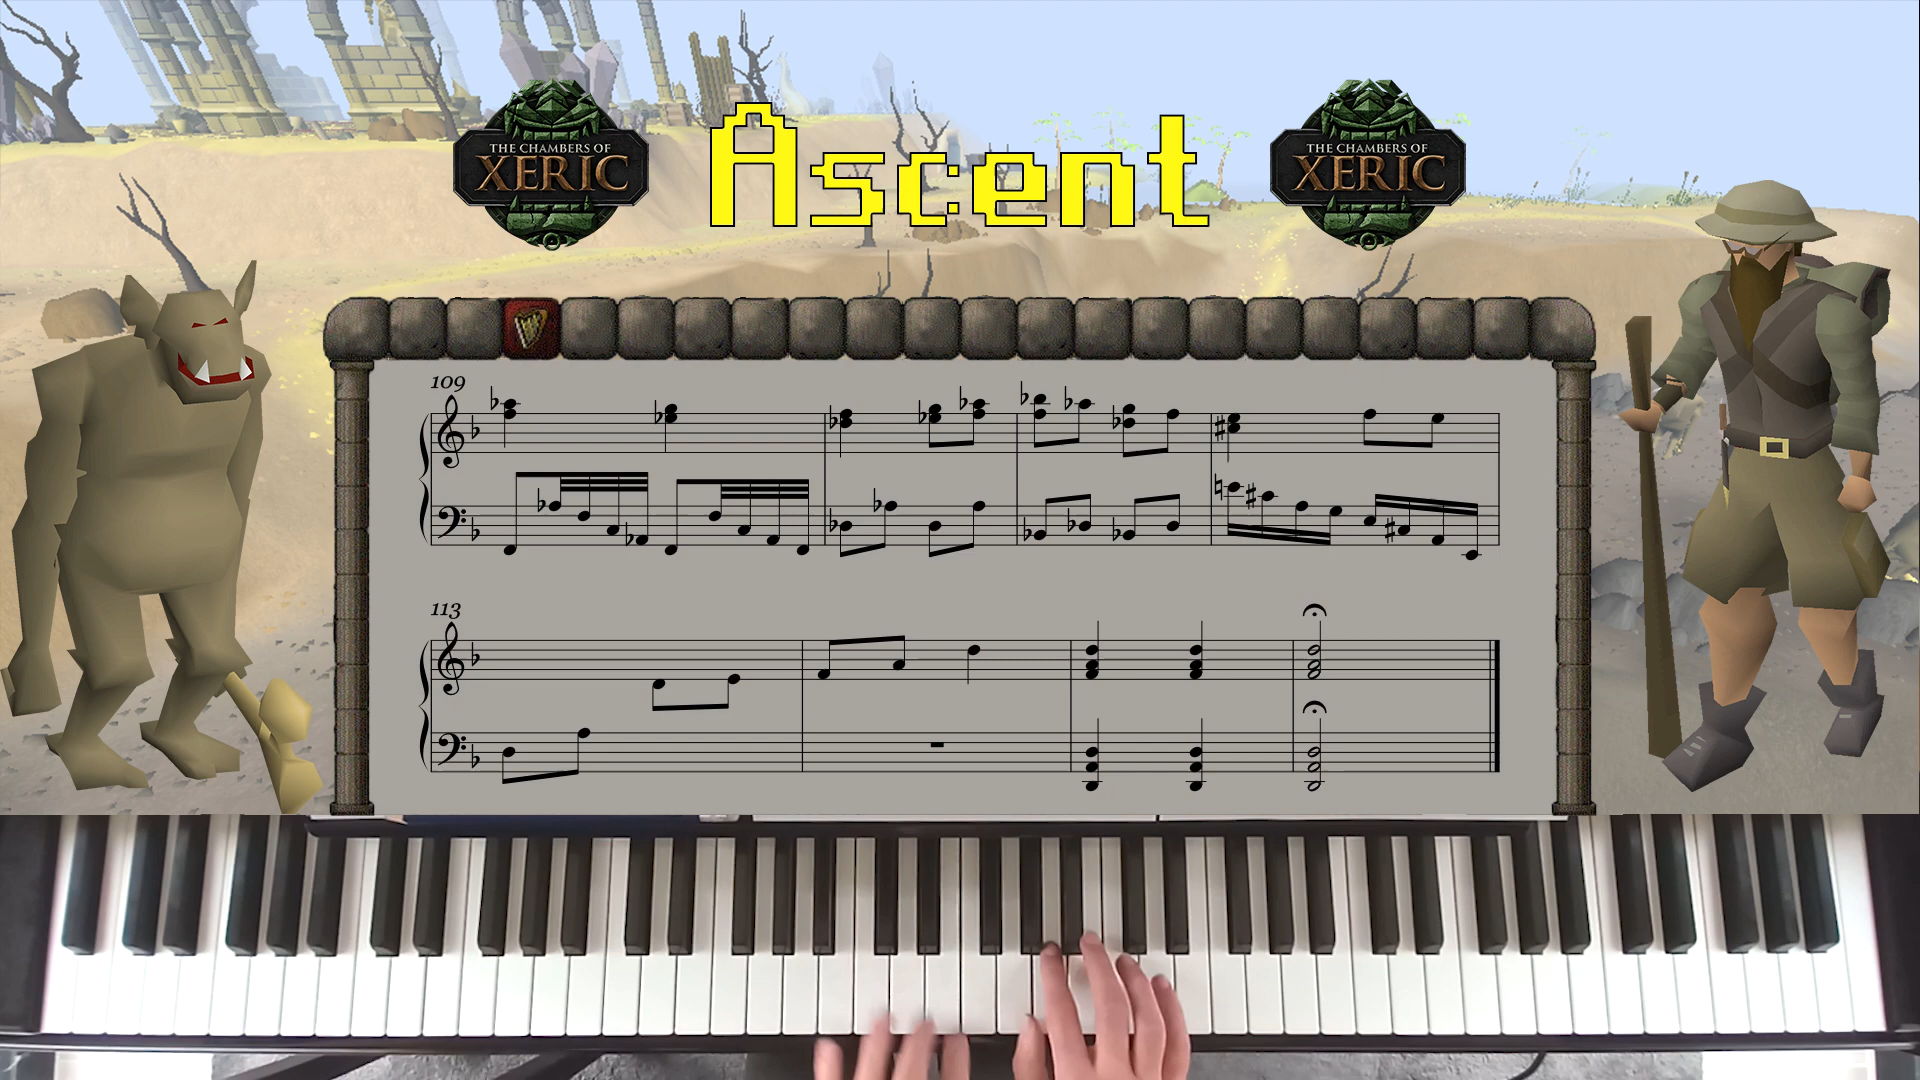 THE CHAMBERS OF
XERIC
Ascent
THE CHAMBERS OF
XERIC
109
113